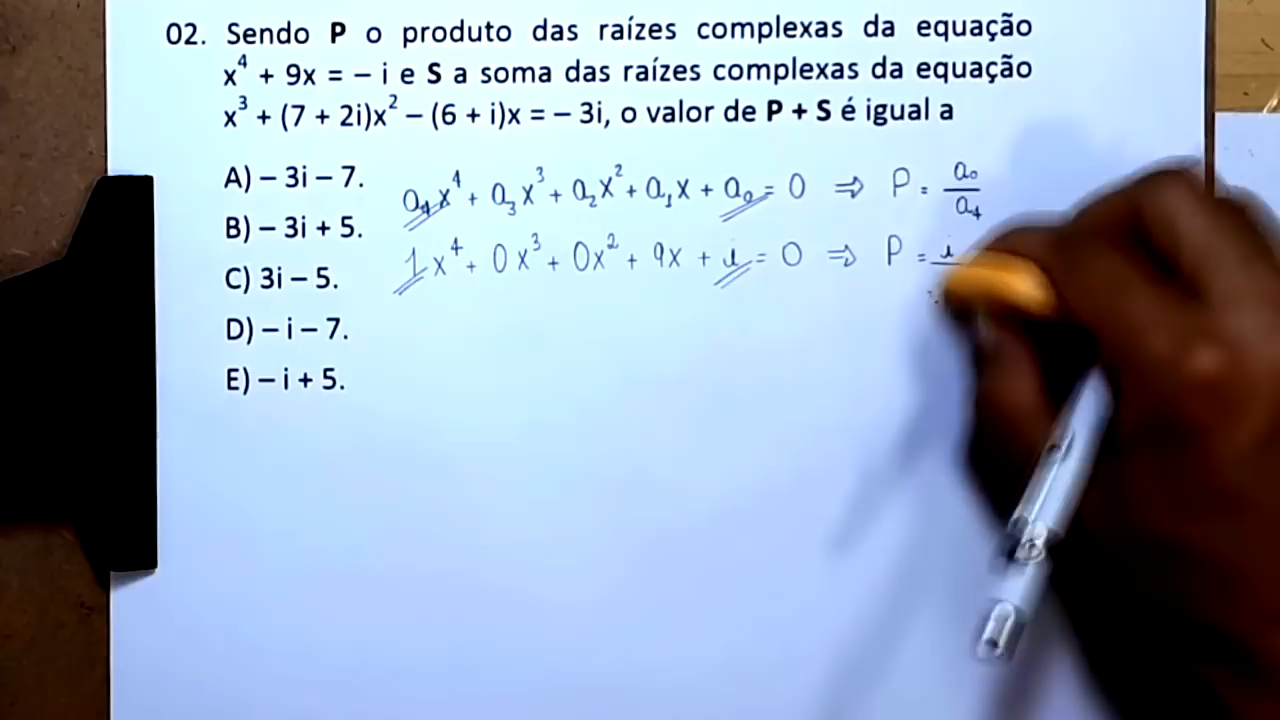 02. Sendo P o produto das raízes complexas da equação
x⁴ + 9x = – i e S a soma das raízes complexas da equação
x³ + (7 + 2i)x² – (6 + i)x = – 3i, o valor de P + S é igual a
A) – 3i – 7.
B) – 3i + 5.
C) 3i – 5.
D) – i – 7.
E) – i + 5.
a₄x⁴ + a₃x³ + a₂x² + a₁x + a₀ = 0 ⇒ P = a₀/a₄
1x⁴ + 0x³ + 0x² + 9x + i = 0 ⇒ P = i